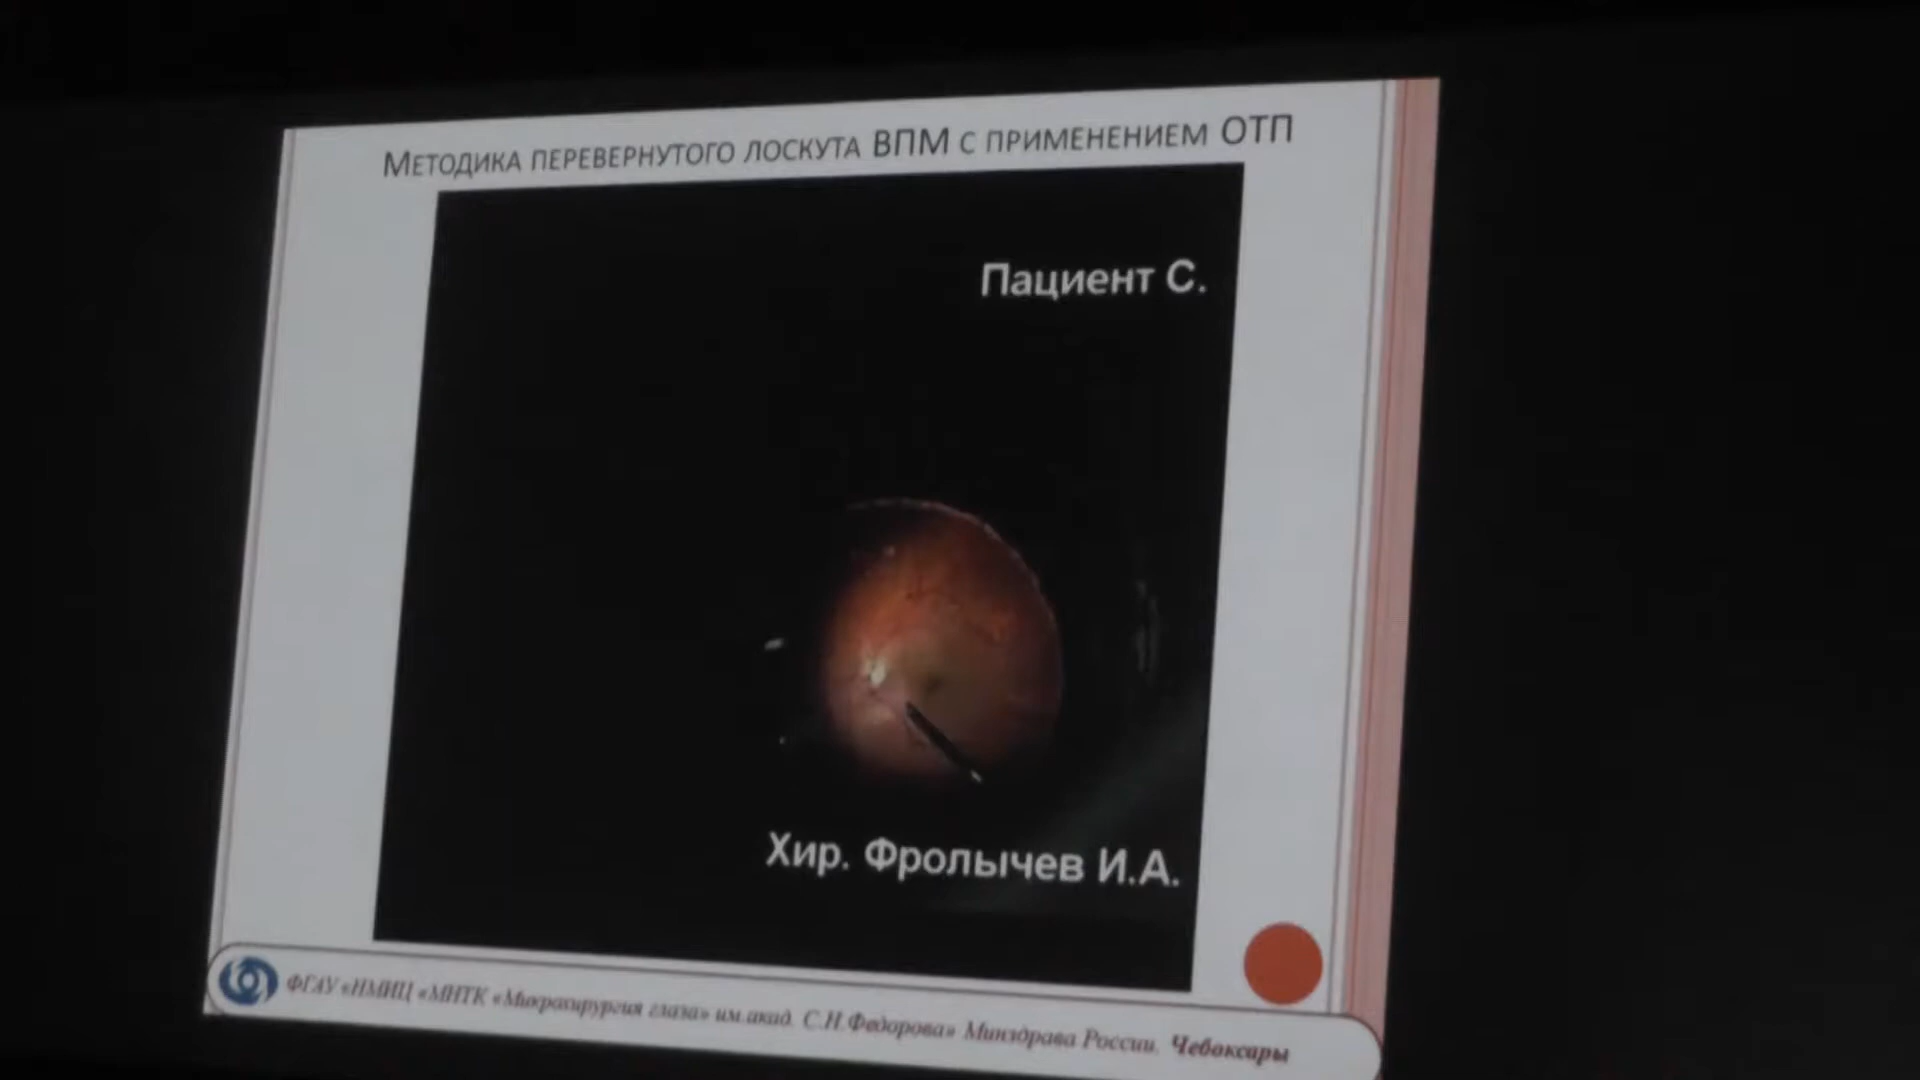 Методика перевернутого лоскута ВПМ с применением ОТП
Пациент С.
Хир. Фролычев И.А.
ФГАУ «НМИЦ «МНТК «Микрохирургия глаза» им.акад. С.Н.Федорова» Минздрава России, Чебоксары